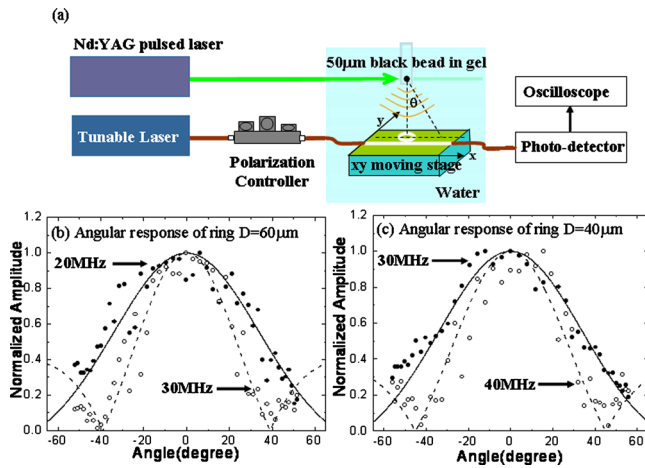 (a)
Nd:YAG pulsed laser
50μm black bead in gel
θ
y
Tunable Laser
Polarization
Controller
xy moving stage
x
Water
Oscilloscope
Photo-detector
(b) Angular response of ring D=60μm
Normalized Amplitude
1.2
1.0
0.8
0.6
0.4
0.2
0.0
20MHz
30MHz
-60 -40 -20 0 20 40 60
Angle(degree)
(c) Angular response of ring D=40μm
Normalized Amplitude
1.2
1.0
0.8
0.6
0.4
0.2
0.0
30MHz
40MHz
-60 -40 -20 0 20 40 60
Angle(degree)